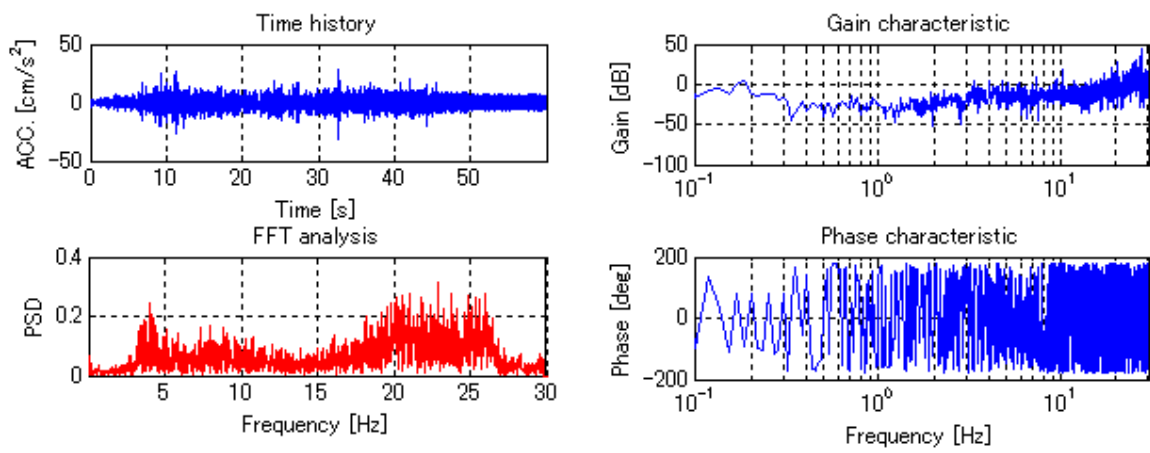 Time history
50
0
−50
ACC. [cm/s²]
0 10 20 30 40 50
Time [s]
Gain characteristic
50
0
−50
−100
Gain [dB]
10⁻¹ 10⁰ 10¹
FFT analysis
0.4
0.2
0
PSD
5 10 15 20 25 30
Frequency [Hz]
Phase characteristic
200
0
−200
Phase [deg.]
10⁻¹ 10⁰ 10¹
Frequency [Hz]